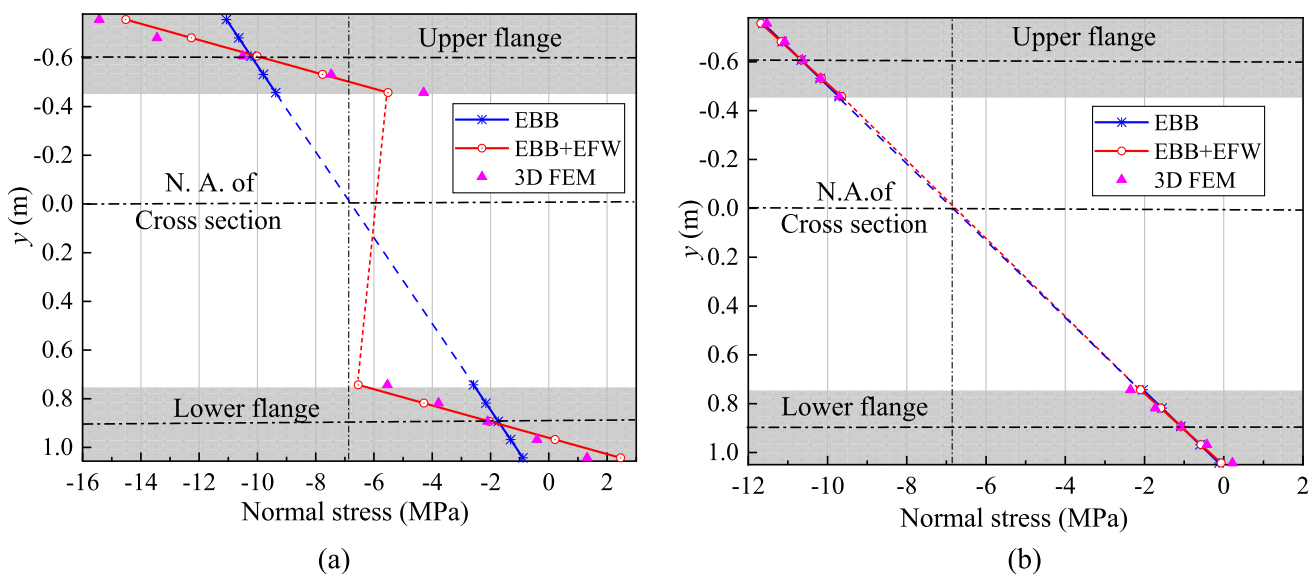 Upper flange
EBB
EBB+EFW
3D FEM
N. A. of
Cross section
Lower flange
-0.6
-0.4
-0.2
0.0
0.2
0.4
0.6
0.8
1.0
y (m)
-16 -14 -12 -10 -8 -6 -4 -2 0 2
Normal stress (MPa)
(a)
Upper flange
EBB
EBB+EFW
3D FEM
N.A.of
Cross section
Lower flange
-0.6
-0.4
-0.2
0.0
0.2
0.4
0.6
0.8
1.0
y (m)
-12 -10 -8 -6 -4 -2 0 2
Normal stress (MPa)
(b)